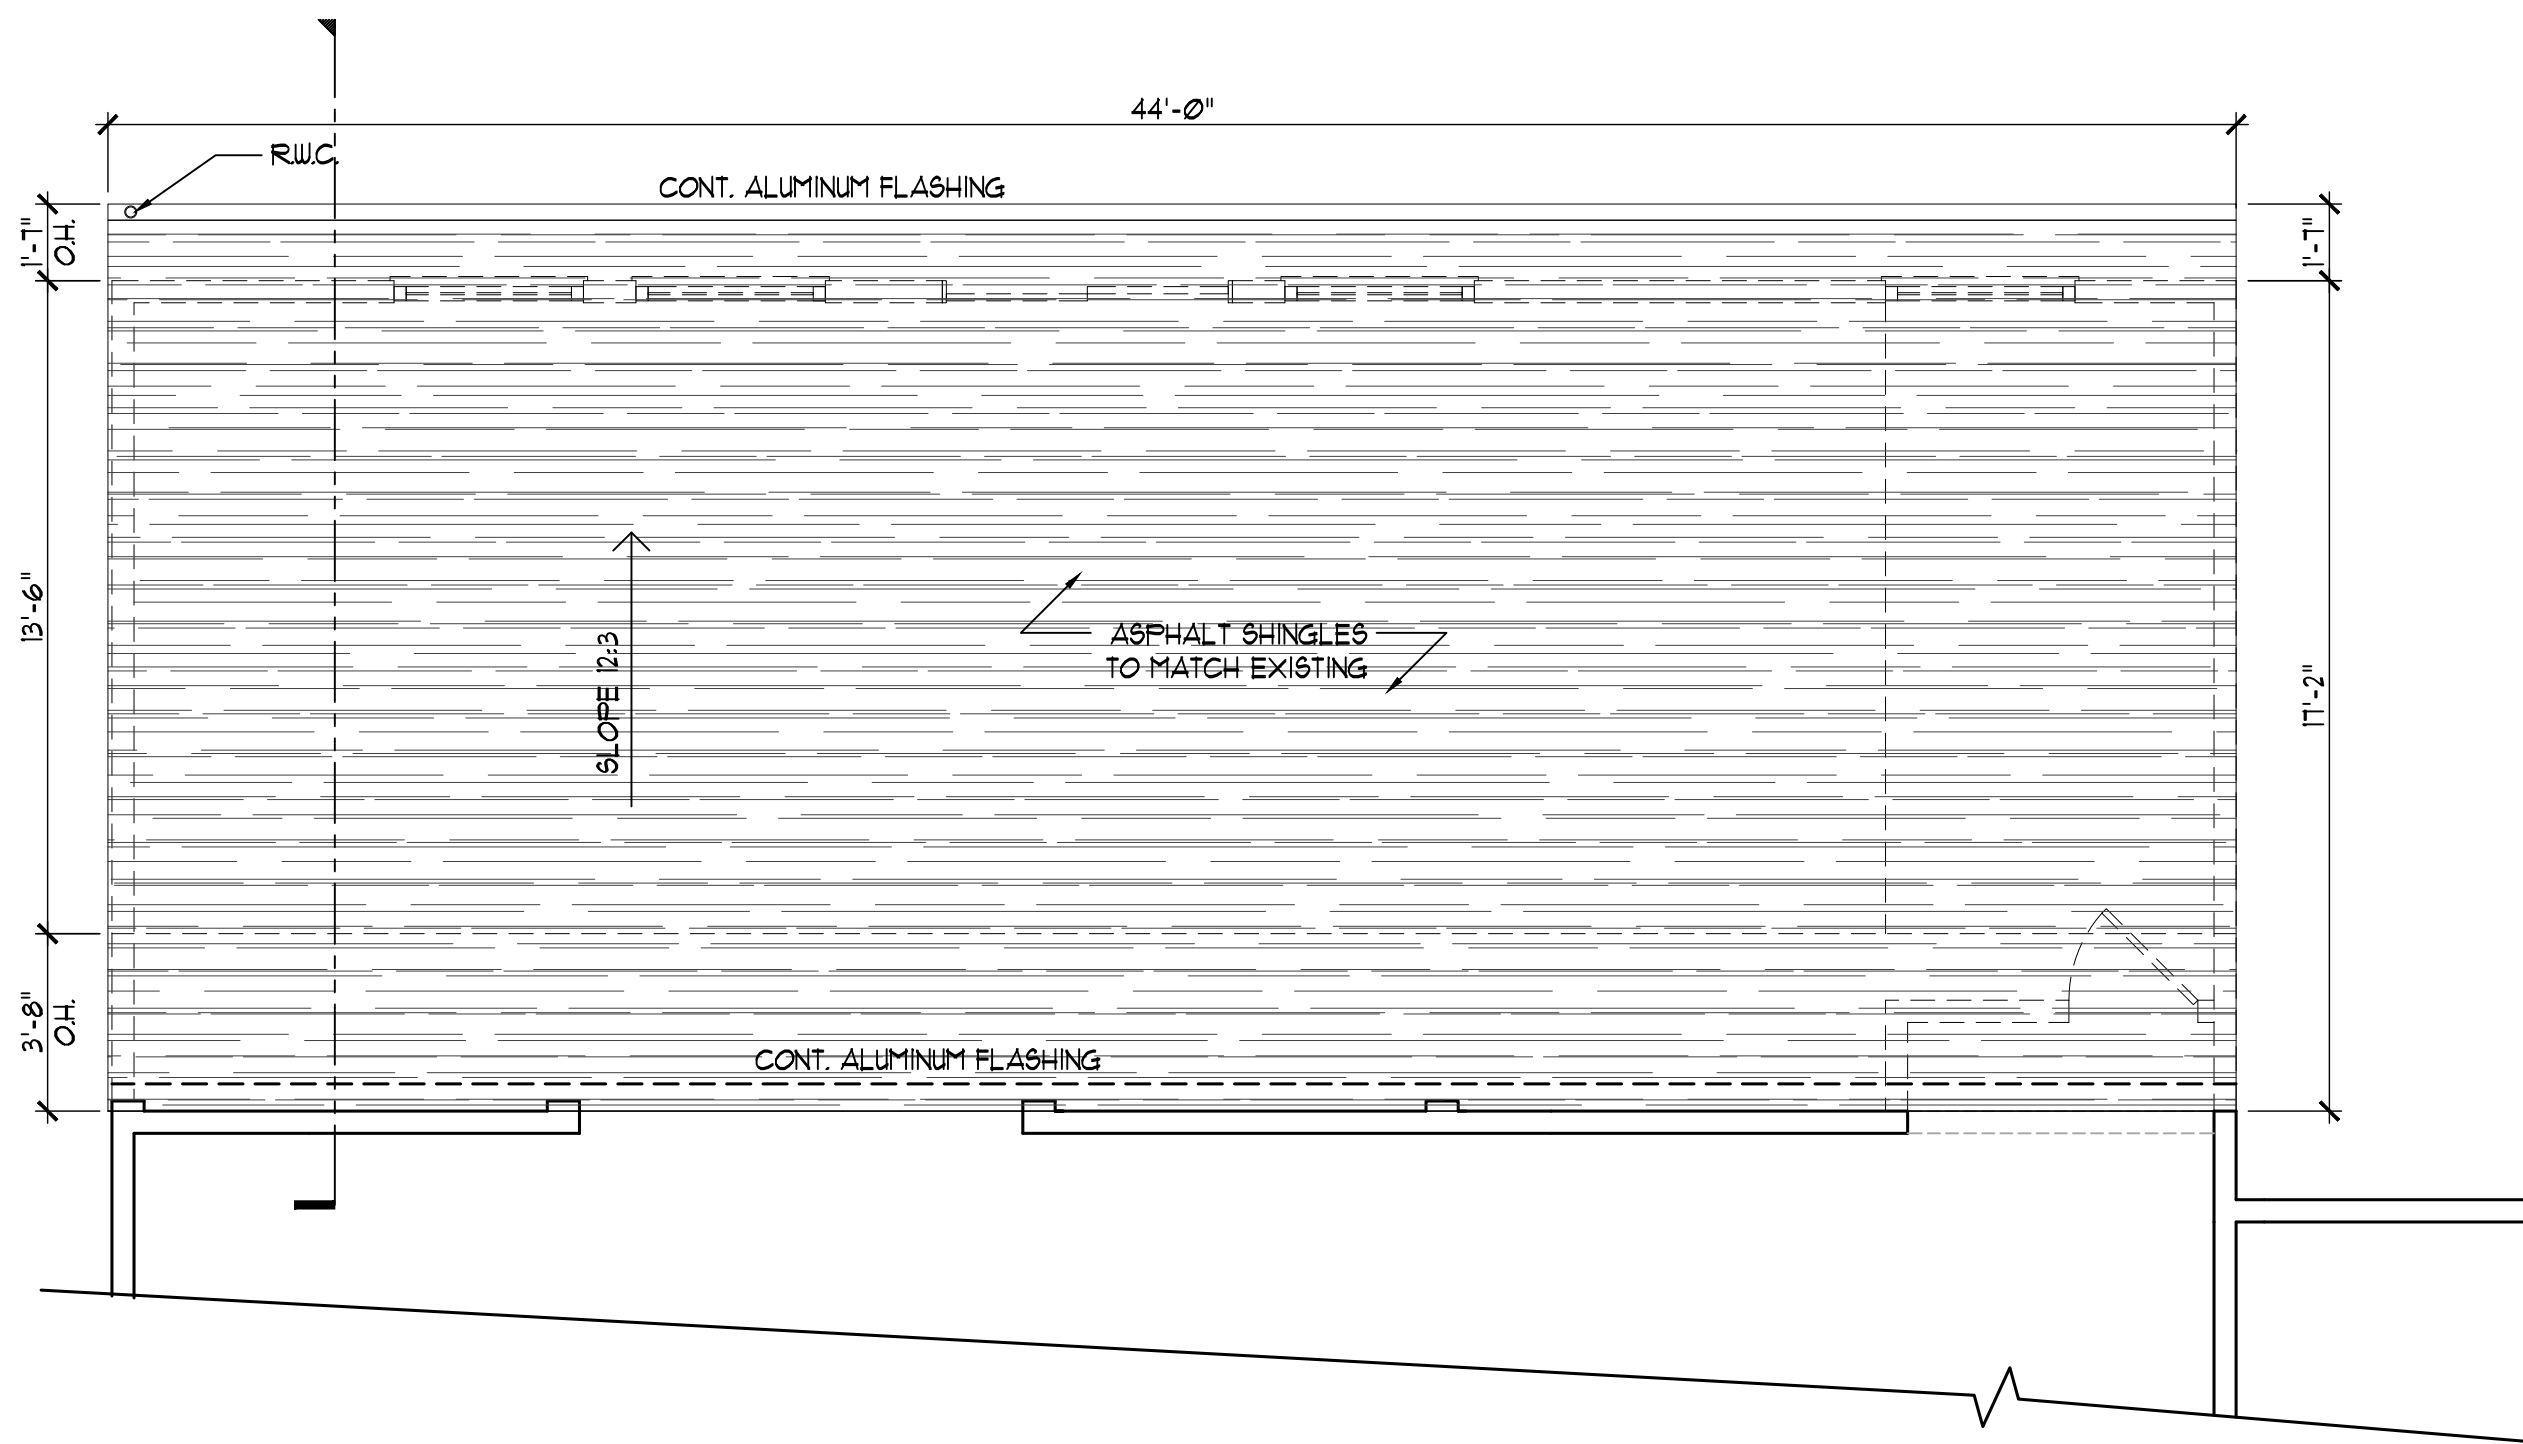 44'-0"
R.W.C.
CONT. ALUMINUM FLASHING
1'-7"
O.H.
1'-7"
13'-6"
SLOPE 12:3
ASPHALT SHINGLES
TO MATCH EXISTING
17'-2"
3'-8"
O.H.
CONT. ALUMINUM FLASHING